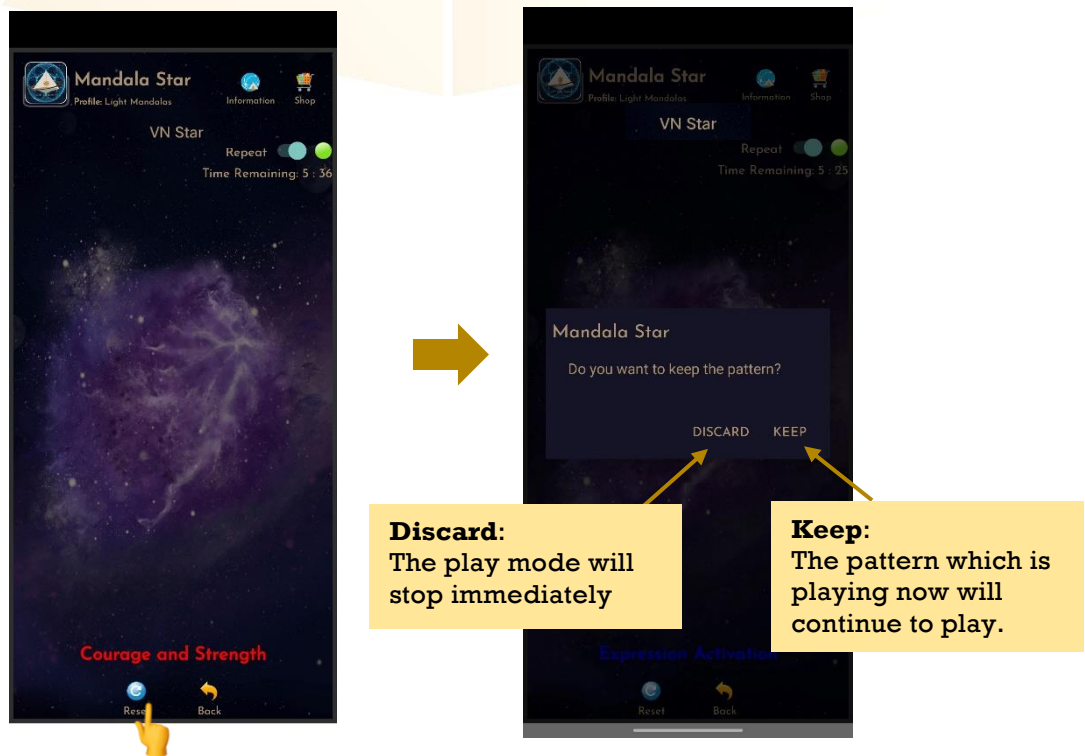 Mandala Star
Profile: Light Mandalas
Information
Shop
VN Star
Repeat
Time Remaining: 5 : 36
Courage and Strength
Reset
Back
Mandala Star
Profile: Light Mandalas
Information
Shop
VN Star
Repeat
Time Remaining: 5 : 25
Mandala Star
Do you want to keep the pattern?
DISCARD KEEP
Discard:
The play mode will
stop immediately
Keep:
The pattern which is
playing now will
continue to play.
Expression Activation
Reset
Back